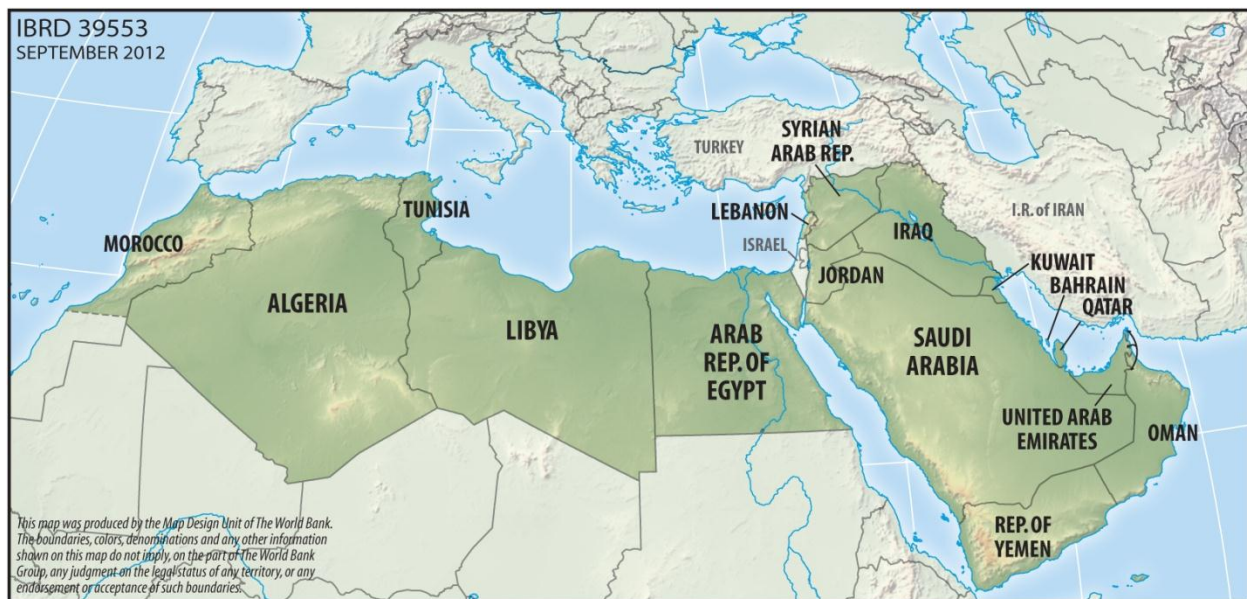 IBRD 39553
SEPTEMBER 2012
SYRIAN
ARAB REP.
TURKEY
LEBANON
ISRAEL
TUNISIA
MOROCCO
IRAQ
I.R. of IRAN
JORDAN
KUWAIT
BAHRAIN
QATAR
ALGERIA
LIBYA
ARAB
REP. OF
EGYPT
SAUDI
ARABIA
UNITED ARAB
EMIRATES
OMAN
REP. OF
YEMEN
This map was produced by the Map Design Unit of The World Bank.
The boundaries, colors, denominations and any other information
shown on this map do not imply, on the part of The World Bank
Group, any judgment on the legal status of any territory, or any
endorsement or acceptance of such boundaries.